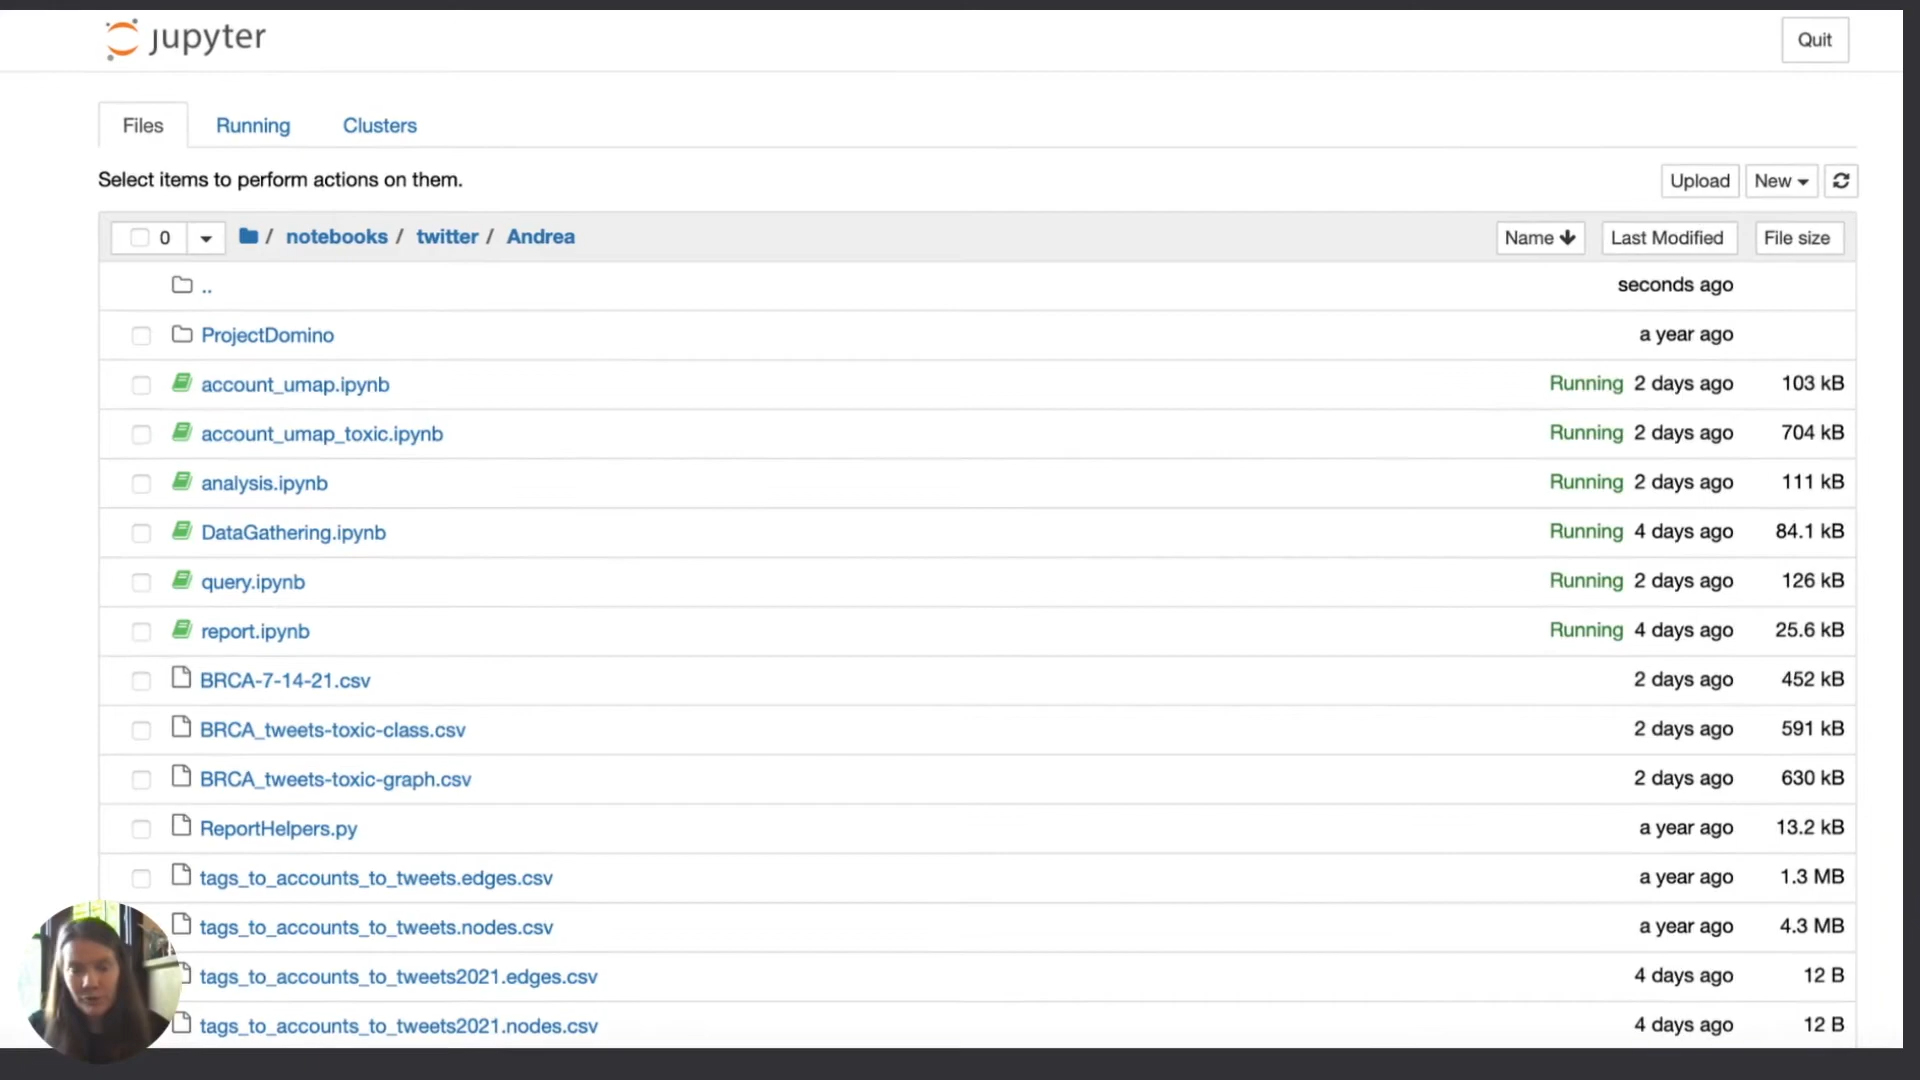 jupyter
Quit
Files Running Clusters
Select items to perform actions on them.
Upload New
0 / notebooks / twitter / Andrea Name Last Modified File size
.. seconds ago
ProjectDomino a year ago
account_umap.ipynb Running 2 days ago 103 kB
account_umap_toxic.ipynb Running 2 days ago 704 kB
analysis.ipynb Running 2 days ago 111 kB
DataGathering.ipynb Running 4 days ago 84.1 kB
query.ipynb Running 2 days ago 126 kB
report.ipynb Running 4 days ago 25.6 kB
BRCA-7-14-21.csv 2 days ago 452 kB
BRCA_tweets-toxic-class.csv 2 days ago 591 kB
BRCA_tweets-toxic-graph.csv 2 days ago 630 kB
ReportHelpers.py a year ago 13.2 kB
tags_to_accounts_to_tweets.edges.csv a year ago 1.3 MB
tags_to_accounts_to_tweets.nodes.csv a year ago 4.3 MB
tags_to_accounts_to_tweets2021.edges.csv 4 days ago 12 B
tags_to_accounts_to_tweets2021.nodes.csv 4 days ago 12 B